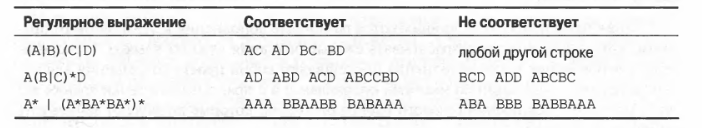 Регулярное выражение Соответствует Не соответствует
(A|B)(C|D) AC AD BC BD любой другой строке
A(B|C)*D AD ABD ACD ABCCBD BCD ADD ABCBC
A* | (A*BA*BA*)* AAA BBAABB BABAAA ABA BBB BABBAAA